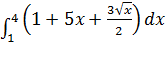 ∫₁⁴ (1 + 5x + 3√x/2) dx